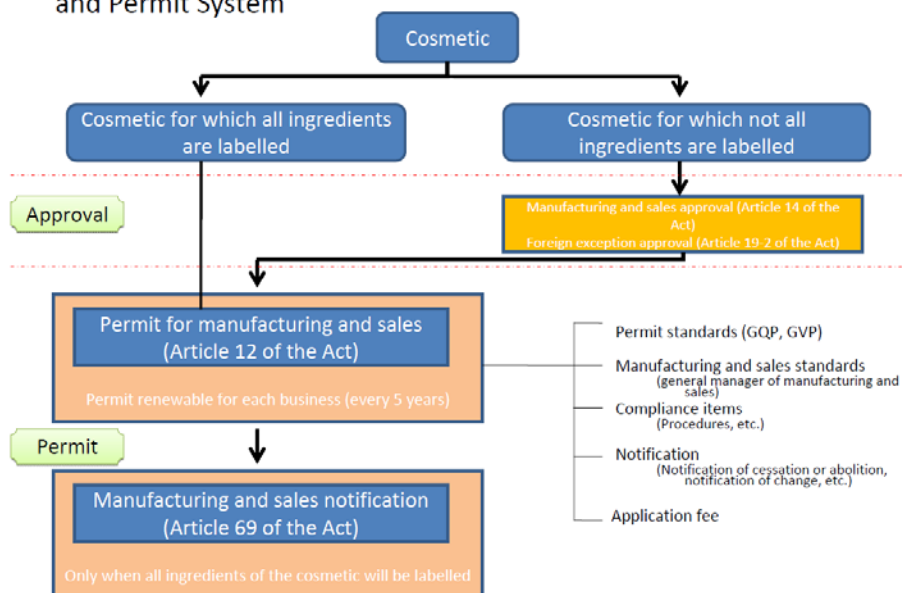 and Permit System
Cosmetic
Cosmetic for which all ingredients
are labelled
Cosmetic for which not all
ingredients are labelled
Approval
Manufacturing and sales approval (Article 14 of the
Act)
Foreign exception approval (Article 19-2 of the Act)
Permit for manufacturing and sales
(Article 12 of the Act)
Permit renewable for each business (every 5 years)
Permit standards (GQP, GVP)
Manufacturing and sales standards
(general manager of manufacturing and
sales)
Compliance items
(Procedures, etc.)
Notification
(Notification of cessation or abolition,
notification of change, etc.)
Application fee
Permit
Manufacturing and sales notification
(Article 69 of the Act)
Only when all ingredients of the cosmetic will be labelled